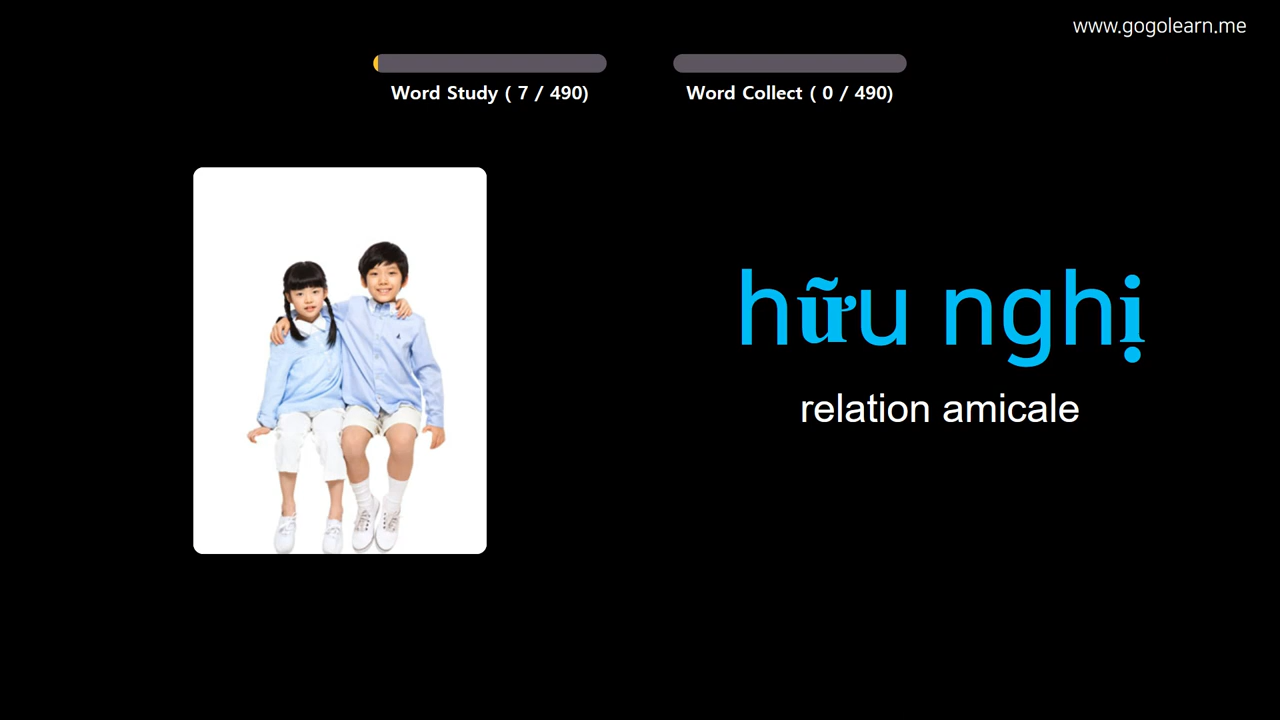 www.gogolearn.me
Word Study ( 7 / 490)
Word Collect ( 0 / 490)
hữu nghị
relation amicale